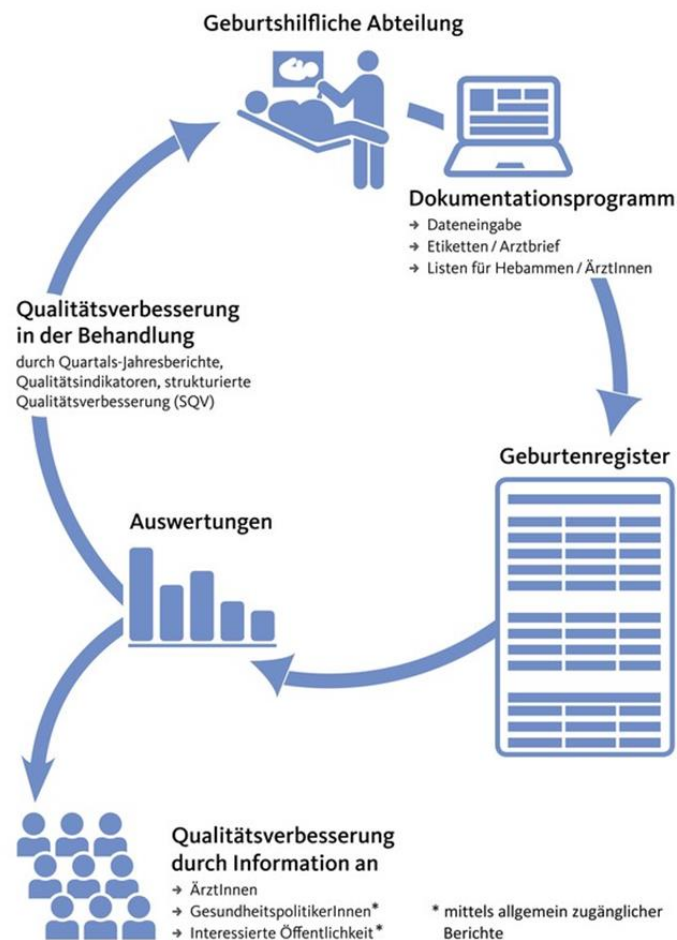 Geburtshilfliche Abteilung
Dokumentationsprogramm
→ Dateneingabe
→ Etiketten / Arztbrief
→ Listen für Hebammen / ÄrztInnen
Qualitätsverbesserung
in der Behandlung
durch Quartals-Jahresberichte,
Qualitätsindikatoren, strukturierte
Qualitätsverbesserung (SQV)
Geburtenregister
Auswertungen
Qualitätsverbesserung
durch Information an
→ ÄrztInnen
→ GesundheitspolitikerInnen*
→ Interessierte Öffentlichkeit*
* mittels allgemein zugänglicher
Berichte